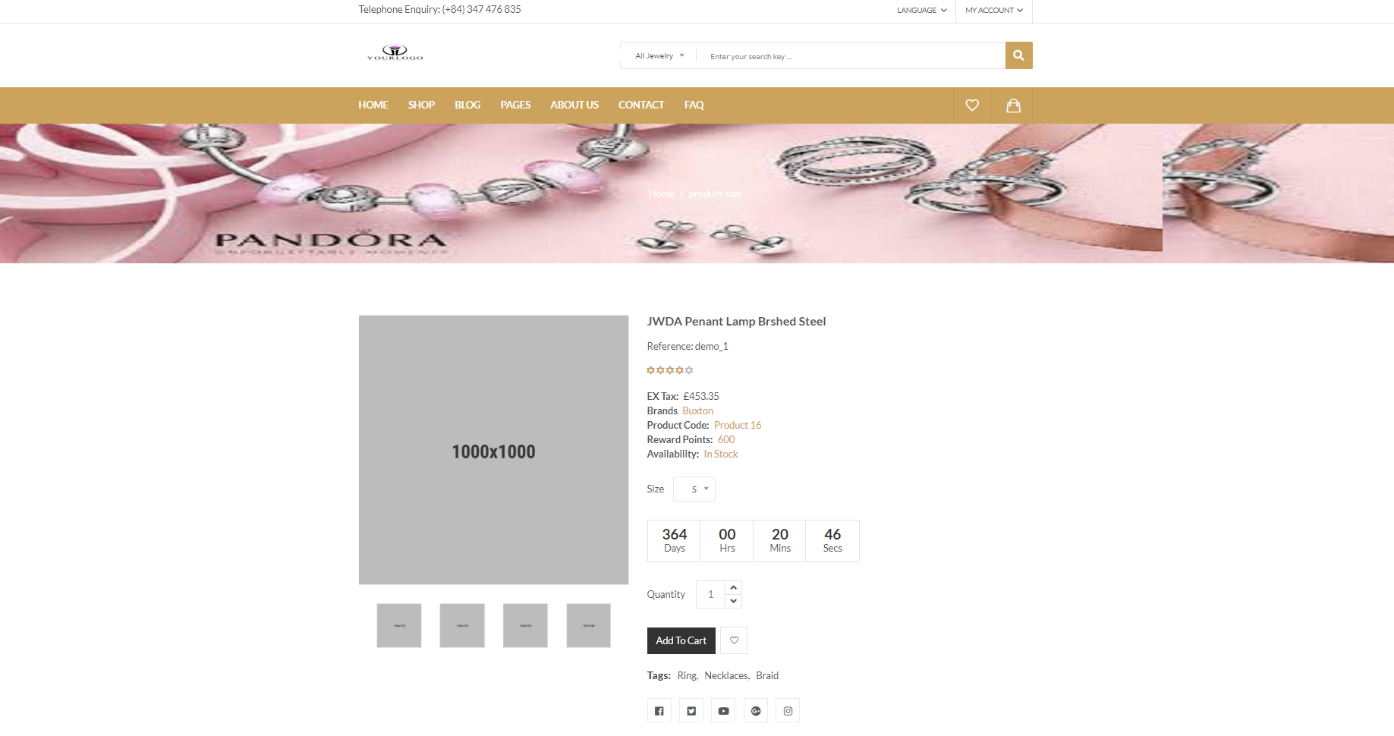 Telephone Enquiry: (+84) 347 476 835
LANGUAGE
MY ACCOUNT
YOURLOGO
All Jewelry
Enter your search key ...
HOME SHOP BLOG PAGES ABOUT US CONTACT FAQ
Home > product-sale
PANDORA
UNFORGETTABLE MOMENTS
JWDA Penant Lamp Brshed Steel
Reference: demo_1
EX Tax: £453.35
Brands Buxton
Product Code: Product 16
Reward Points: 600
Availability: In Stock
Size S
364 00 20 46
Days Hrs Mins Secs
1000x1000
Quantity 1
Add To Cart
Tags: Ring, Necklaces, Braid